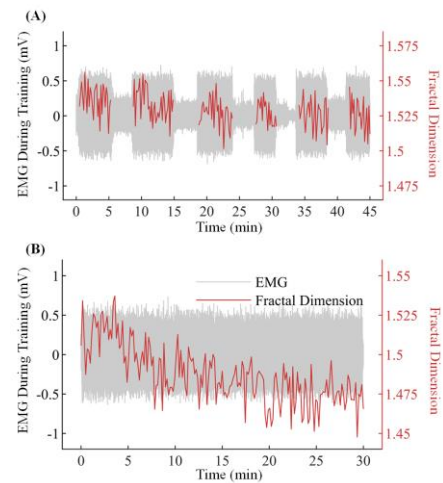 (A)
EMG During Training (mV)
1
0.5
0
-0.5
-1
1.575
1.55
1.525
1.5
1.475
Fractal Dimension
0 5 10 15 20 25 30 35 40 45
Time (min)
(B)
EMG During Training (mV)
1
0.5
0
-0.5
-1
EMG
Fractal Dimension
1.55
1.525
1.5
1.475
1.45
Fractal Dimension
0 5 10 15 20 25 30
Time (min)